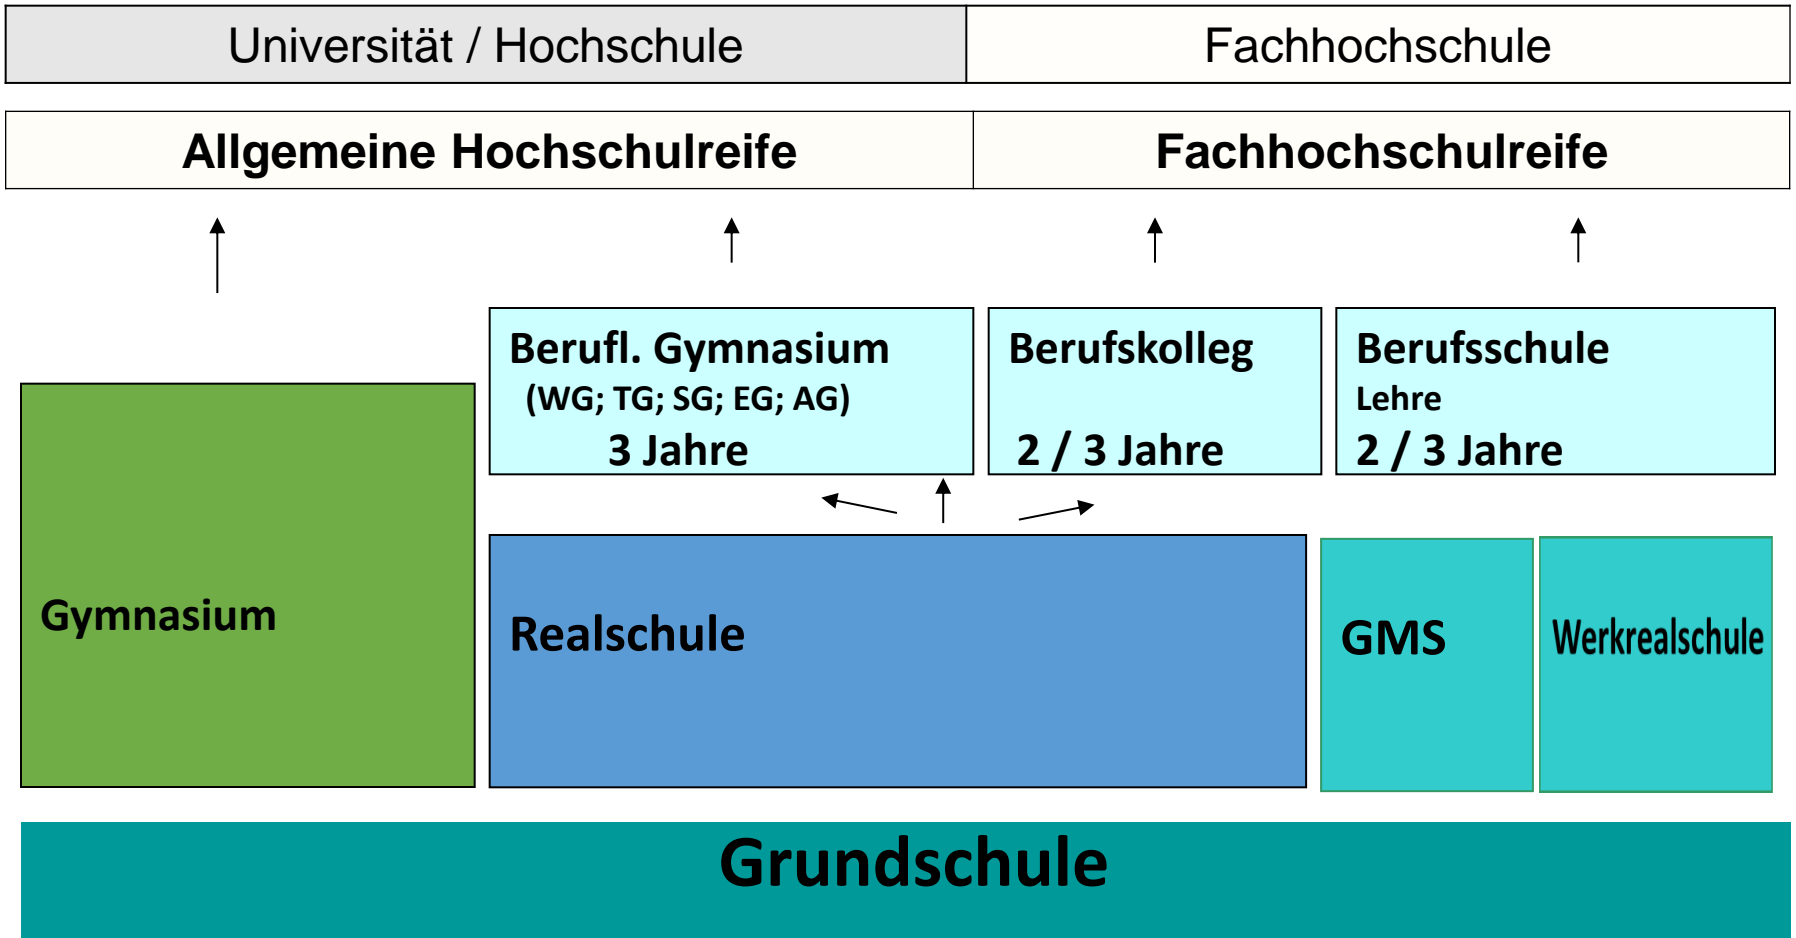 Universität / Hochschule
Fachhochschule
Allgemeine Hochschulreife
Fachhochschulreife
Berufl. Gymnasium
(WG; TG; SG; EG; AG)
3 Jahre
Berufskolleg
2 / 3 Jahre
Berufsschule
Lehre
2 / 3 Jahre
Gymnasium
Realschule
GMS
Werkrealschule
Grundschule